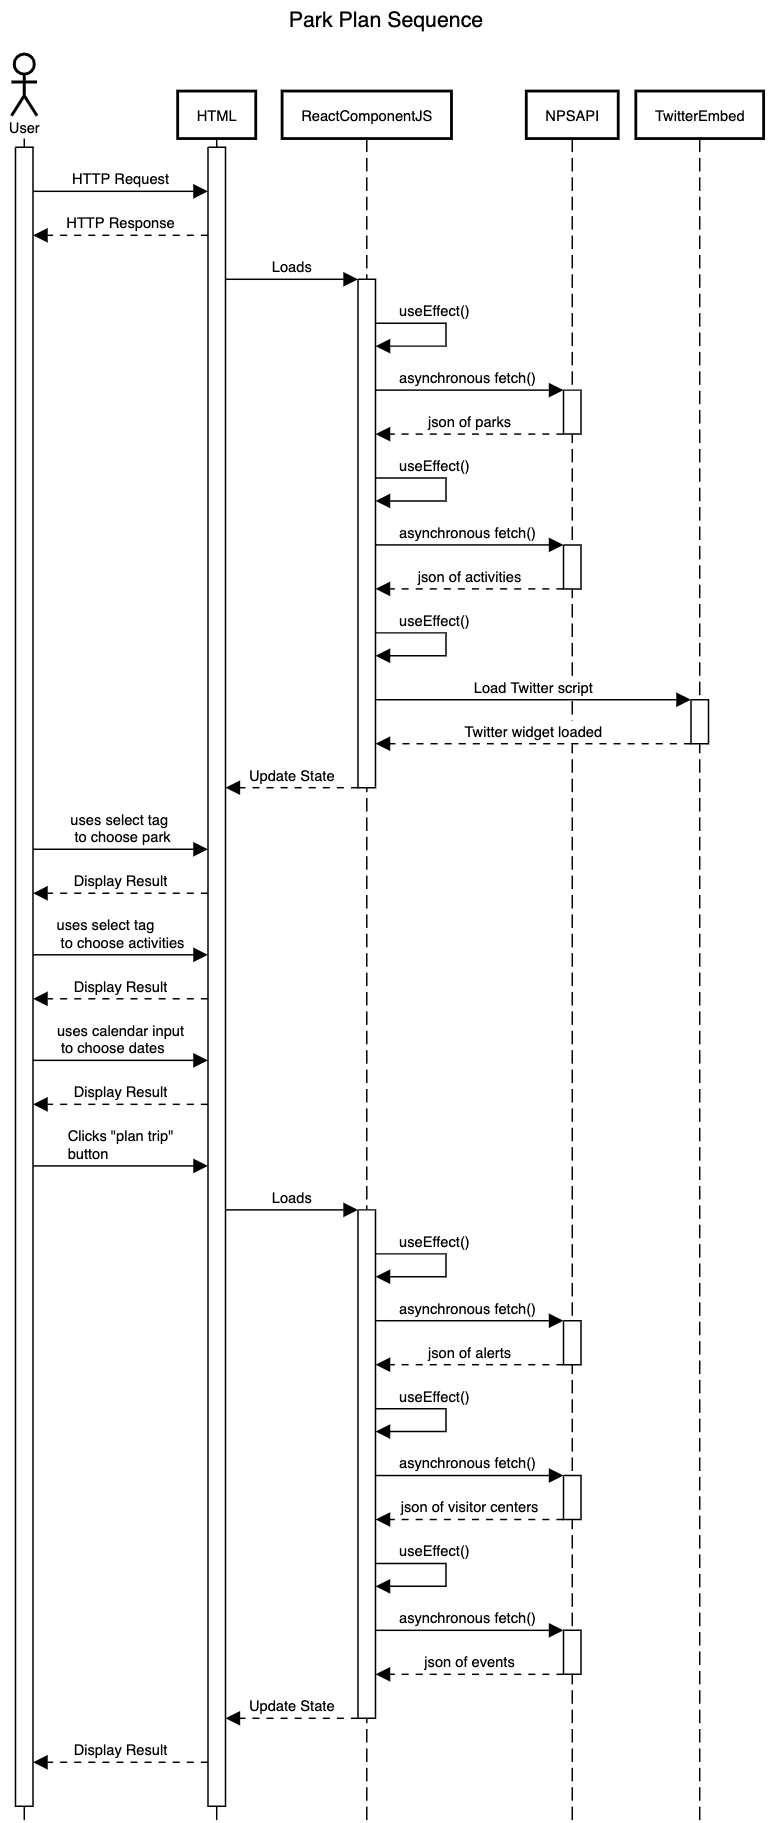 Park Plan Sequence
User
HTML
ReactComponentJS
NPSAPI
TwitterEmbed
HTTP Request
HTTP Response
Loads
useEffect()
asynchronous fetch()
json of parks
useEffect()
asynchronous fetch()
json of activities
useEffect()
Load Twitter script
Twitter widget loaded
Update State
uses select tag
to choose park
Display Result
uses select tag
to choose activities
Display Result
uses calendar input
to choose dates
Display Result
Clicks "plan trip"
button
Loads
useEffect()
asynchronous fetch()
json of alerts
useEffect()
asynchronous fetch()
json of visitor centers
useEffect()
asynchronous fetch()
json of events
Update State
Display Result